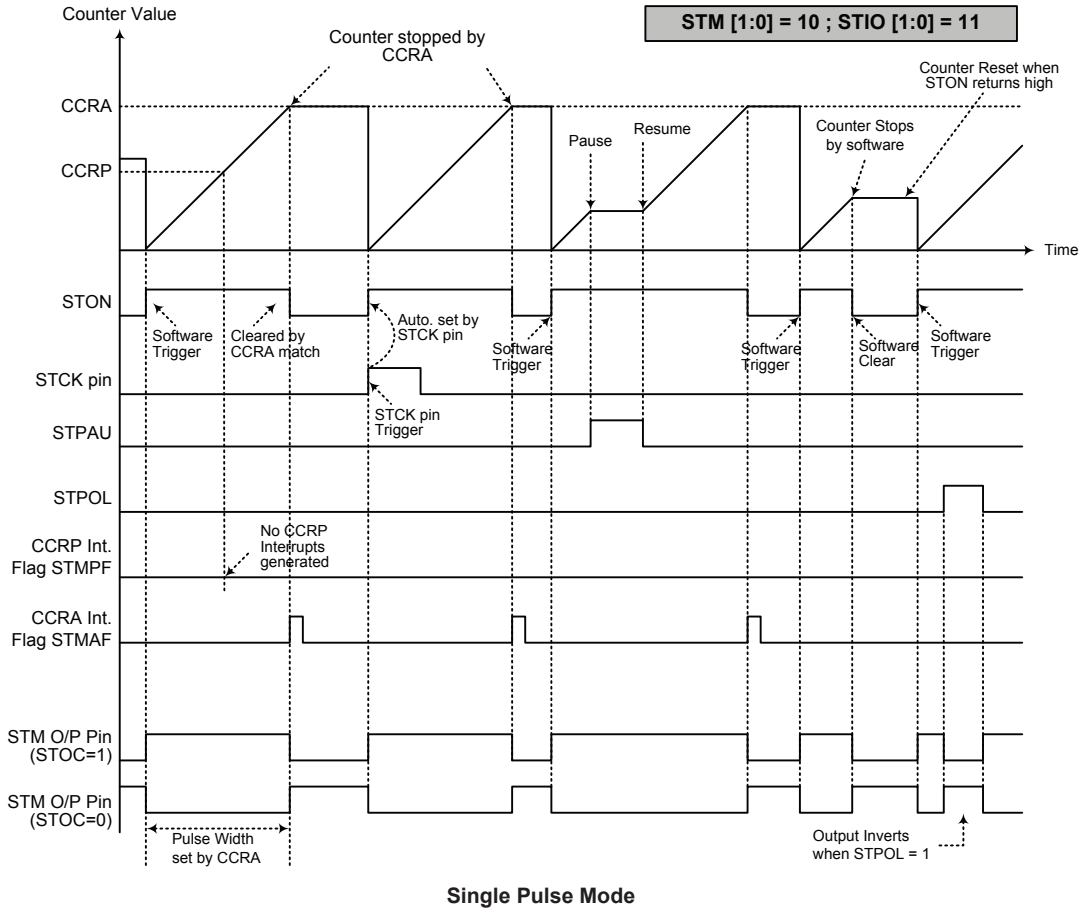 Counter Value
STM [1:0] = 10 ; STIO [1:0] = 11
Counter stopped by
CCRA
Counter Reset when
STON returns high
CCRA
CCRP
Pause
Resume
Counter Stops
by software
Time
STON
Software
Trigger
Cleared by
CCRA match
Auto. set by
STCK pin
Software
Trigger
Software
Trigger
Software
Clear
Software
Trigger
STCK pin
STCK pin
Trigger
STPAU
STPOL
No CCRP
Interrupts
generated
CCRP Int.
Flag STMPF
CCRA Int.
Flag STMAF
STM O/P Pin
(STOC=1)
STM O/P Pin
(STOC=0)
Pulse Width
set by CCRA
Output Inverts
when STPOL = 1
Single Pulse Mode